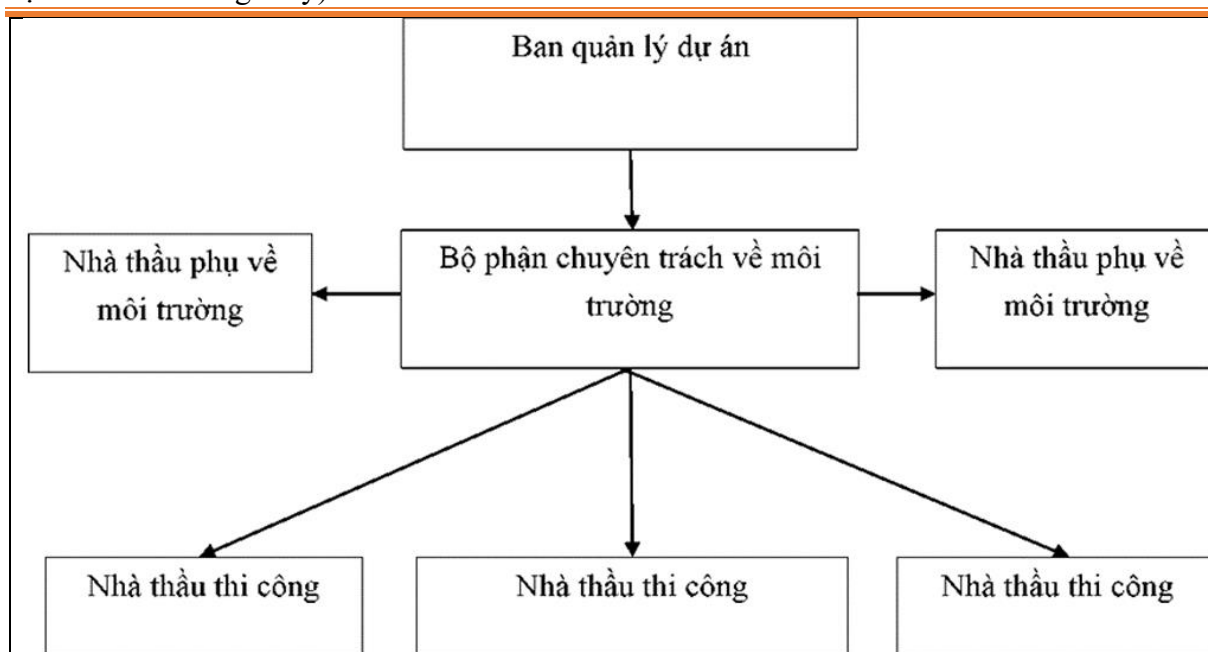 Ban quản lý dự án
Nhà thầu phụ về
môi trường
Bộ phận chuyên trách về môi
trường
Nhà thầu phụ về
môi trường
Nhà thầu thi công
Nhà thầu thi công
Nhà thầu thi công